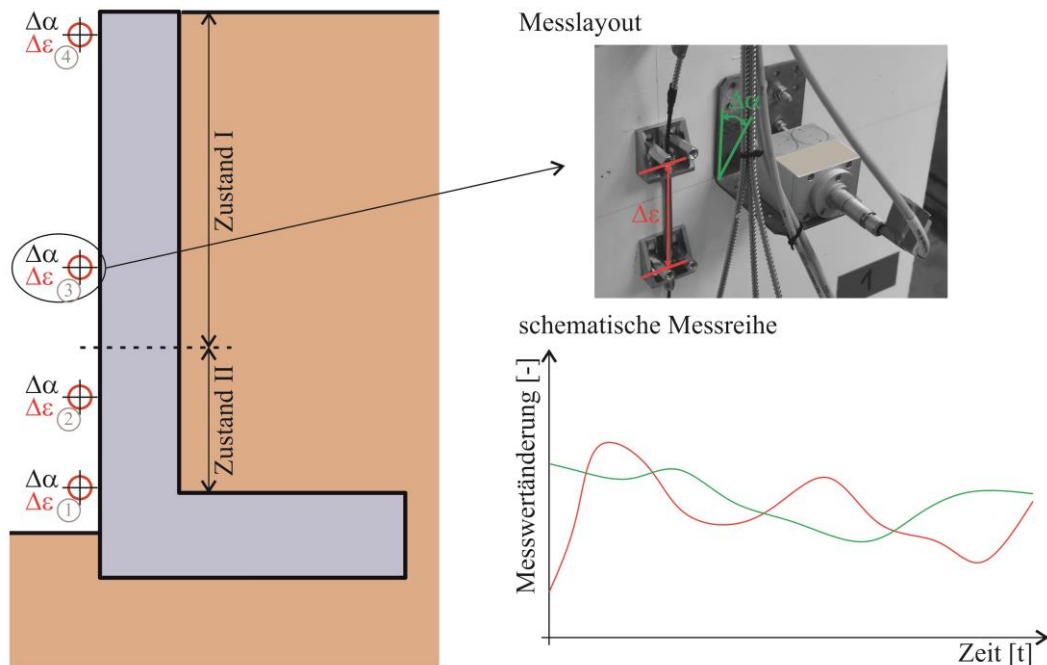 Δα
Δε
4
Zustand I
Δα
Δε
3
Δα
Δε
2
Zustand II
Δα
Δε
1
Messlayout
Δα
Δε
1
schematische Messreihe
Messwertänderung [-]
Zeit [t]